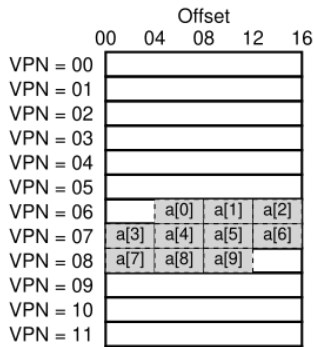 Offset
00 04 08 12 16
VPN = 00
VPN = 01
VPN = 02
VPN = 03
VPN = 04
VPN = 05
VPN = 06 a[0] a[1] a[2]
VPN = 07 a[3] a[4] a[5] a[6]
VPN = 08 a[7] a[8] a[9]
VPN = 09
VPN = 10
VPN = 11